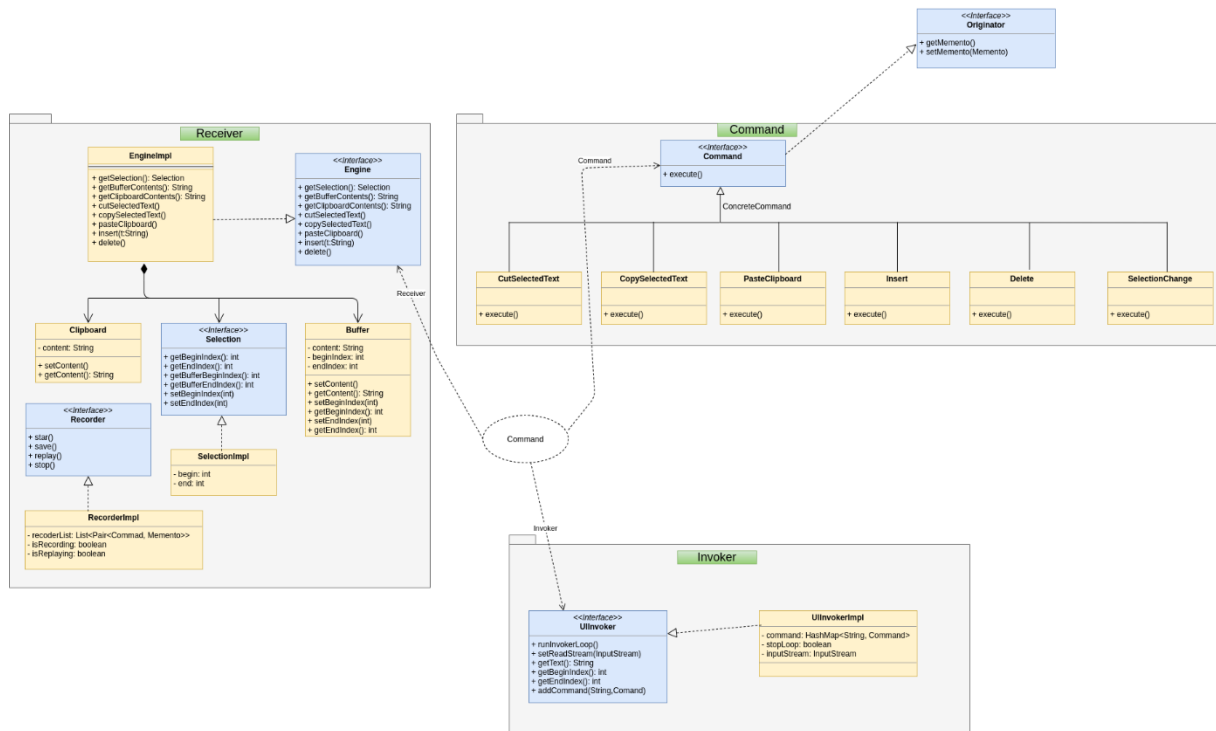 <<Interface>>
Originator
+ getMemento()
+ setMemento(Memento)
Receiver
EngineImpl
+ getSelection(): Selection
+ getBufferContents(): String
+ getClipboardContents(): String
+ cutSelectedText()
+ copySelectedText()
+ pasteClipboard()
+ insert(t:String)
+ delete()
<<Interface>>
Engine
+ getSelection(): Selection
+ getBufferContents(): String
+ getClipboardContents(): String
+ cutSelectedText()
+ copySelectedText()
+ pasteClipboard()
+ insert(t:String)
+ delete()
Clipboard
- content: String
+ setContent()
+ getContent(): String
<<Interface>>
Selection
+ getBeginIndex(): int
+ getEndIndex(): int
+ getBufferBeginIndex(): int
+ getBufferEndIndex(): int
+ setBeginIndex(int)
+ setEndIndex(int)
Buffer
- content: String
- beginIndex: int
- endIndex: int
+ setContent()
+ getContent(): String
+ setBeginIndex(int)
+ getBeginIndex(): int
+ setEndIndex(int)
+ getEndIndex(): int
<<Interface>>
Recorder
+ star()
+ save()
+ replay()
+ stop()
SelectionImpl
- begin: int
- end: int
RecorderImpl
- recoderList: List<Pair<Commad, Memento>>
- isRecording: boolean
- isReplaying: boolean
Command
<<Interface>>
Command
+ execute()
ConcreteCommand
CutSelectedText
+ execute()
CopySelectedText
+ execute()
PasteClipboard
+ execute()
Insert
+ execute()
Delete
+ execute()
SelectionChange
+ execute()
Command
Receiver
Command
Invoker
Invoker
<<Interface>>
UIInvoker
+ runInvokerLoop()
+ setReadStream(InputStream)
+ getText(): String
+ getBeginIndex(): int
+ getEndIndex(): int
+ addCommand(String,Comand)
UIInvokerImpl
- command: HashMap<String, Command>
- stopLoop: boolean
- inputStream: InputStream